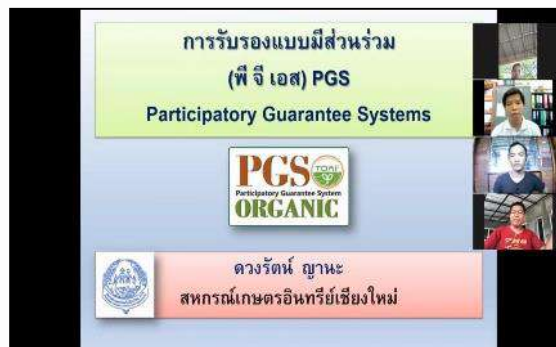 การรับรองแบบมีส่วนร่วม
(พี จี เอส) PGS
Participatory Guarantee Systems
PGS
TOAF
Participatory Guarantee System
ORGANIC
ดวงรัตน์ ญานะ
สหกรณ์เกษตรอินทรีย์เชียงใหม่